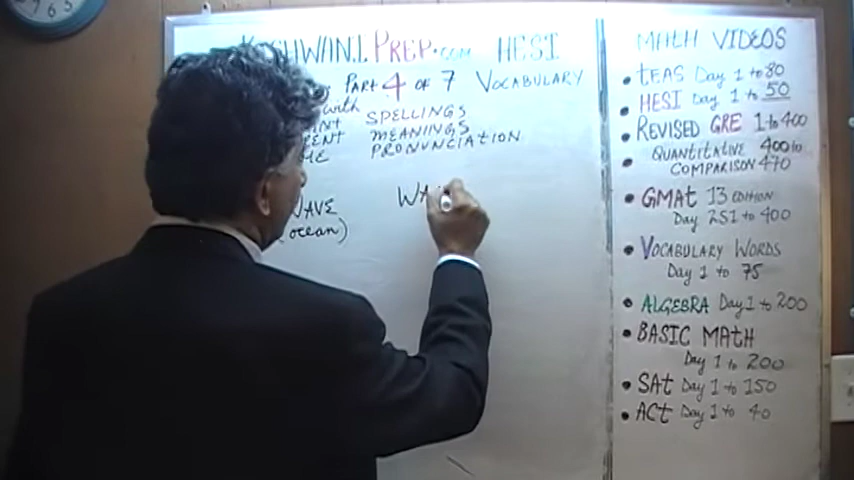 KESHWANI PREP.COM HESI
PART 4 OF 7 VOCABULARY
with SPELLINGS
MEANINGS
PRONUNCIATION
WAVE
(ocean)
WA
MATH VIDEOS
• TEAS Day 1 to 80
• HESI Day 1 to 50
• REVISED GRE 1 to 400
• QUANTITATIVE 400 to
COMPARISON 470
• GMAT 13 EDITION
Day 251 to 400
• VOCABULARY WORDS
Day 1 to 75
• ALGEBRA Day 1 to 200
• BASIC MATH
Day 1 to 200
• SAT Day 1 to 150
• ACT Day 1 to 40